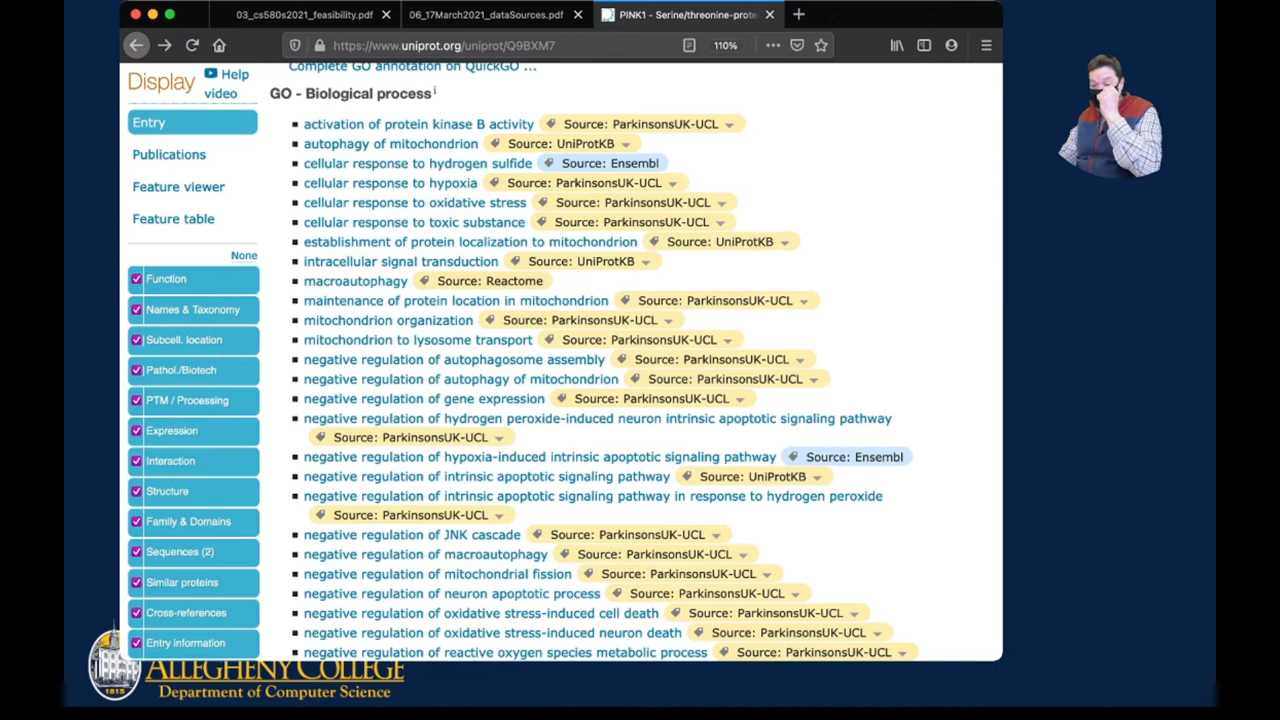 03_cs580s2021_feasibility.pdf
06_17March2021_dataSources.pdf
PINK1 - Serine/threonine-prote
https://www.uniprot.org/uniprot/Q9BXM7
110%
Display
Help video
Entry
Publications
Feature viewer
Feature table
None
Function
Names & Taxonomy
Subcell. location
Pathol./Biotech
PTM / Processing
Expression
Interaction
Structure
Family & Domains
Sequences (2)
Similar proteins
Cross-references
Entry information
Complete GO annotation on QuickGO ...
GO - Biological process i
activation of protein kinase B activity Source: ParkinsonsUK-UCL
autophagy of mitochondrion Source: UniProtKB
cellular response to hydrogen sulfide Source: Ensembl
cellular response to hypoxia Source: ParkinsonsUK-UCL
cellular response to oxidative stress Source: ParkinsonsUK-UCL
cellular response to toxic substance Source: ParkinsonsUK-UCL
establishment of protein localization to mitochondrion Source: UniProtKB
intracellular signal transduction Source: UniProtKB
macroautophagy Source: Reactome
maintenance of protein location in mitochondrion Source: ParkinsonsUK-UCL
mitochondrion organization Source: ParkinsonsUK-UCL
mitochondrion to lysosome transport Source: ParkinsonsUK-UCL
negative regulation of autophagosome assembly Source: ParkinsonsUK-UCL
negative regulation of autophagy of mitochondrion Source: ParkinsonsUK-UCL
negative regulation of gene expression Source: ParkinsonsUK-UCL
negative regulation of hydrogen peroxide-induced neuron intrinsic apoptotic signaling pathway
Source: ParkinsonsUK-UCL
negative regulation of hypoxia-induced intrinsic apoptotic signaling pathway Source: Ensembl
negative regulation of intrinsic apoptotic signaling pathway Source: UniProtKB
negative regulation of intrinsic apoptotic signaling pathway in response to hydrogen peroxide
Source: ParkinsonsUK-UCL
negative regulation of JNK cascade Source: ParkinsonsUK-UCL
negative regulation of macroautophagy Source: ParkinsonsUK-UCL
negative regulation of mitochondrial fission Source: ParkinsonsUK-UCL
negative regulation of neuron apoptotic process Source: ParkinsonsUK-UCL
negative regulation of oxidative stress-induced cell death Source: ParkinsonsUK-UCL
negative regulation of oxidative stress-induced neuron death Source: ParkinsonsUK-UCL
negative regulation of reactive oxygen species metabolic process Source: ParkinsonsUK-UCL
1815
ALLEGHENY COLLEGE
Department of Computer Science